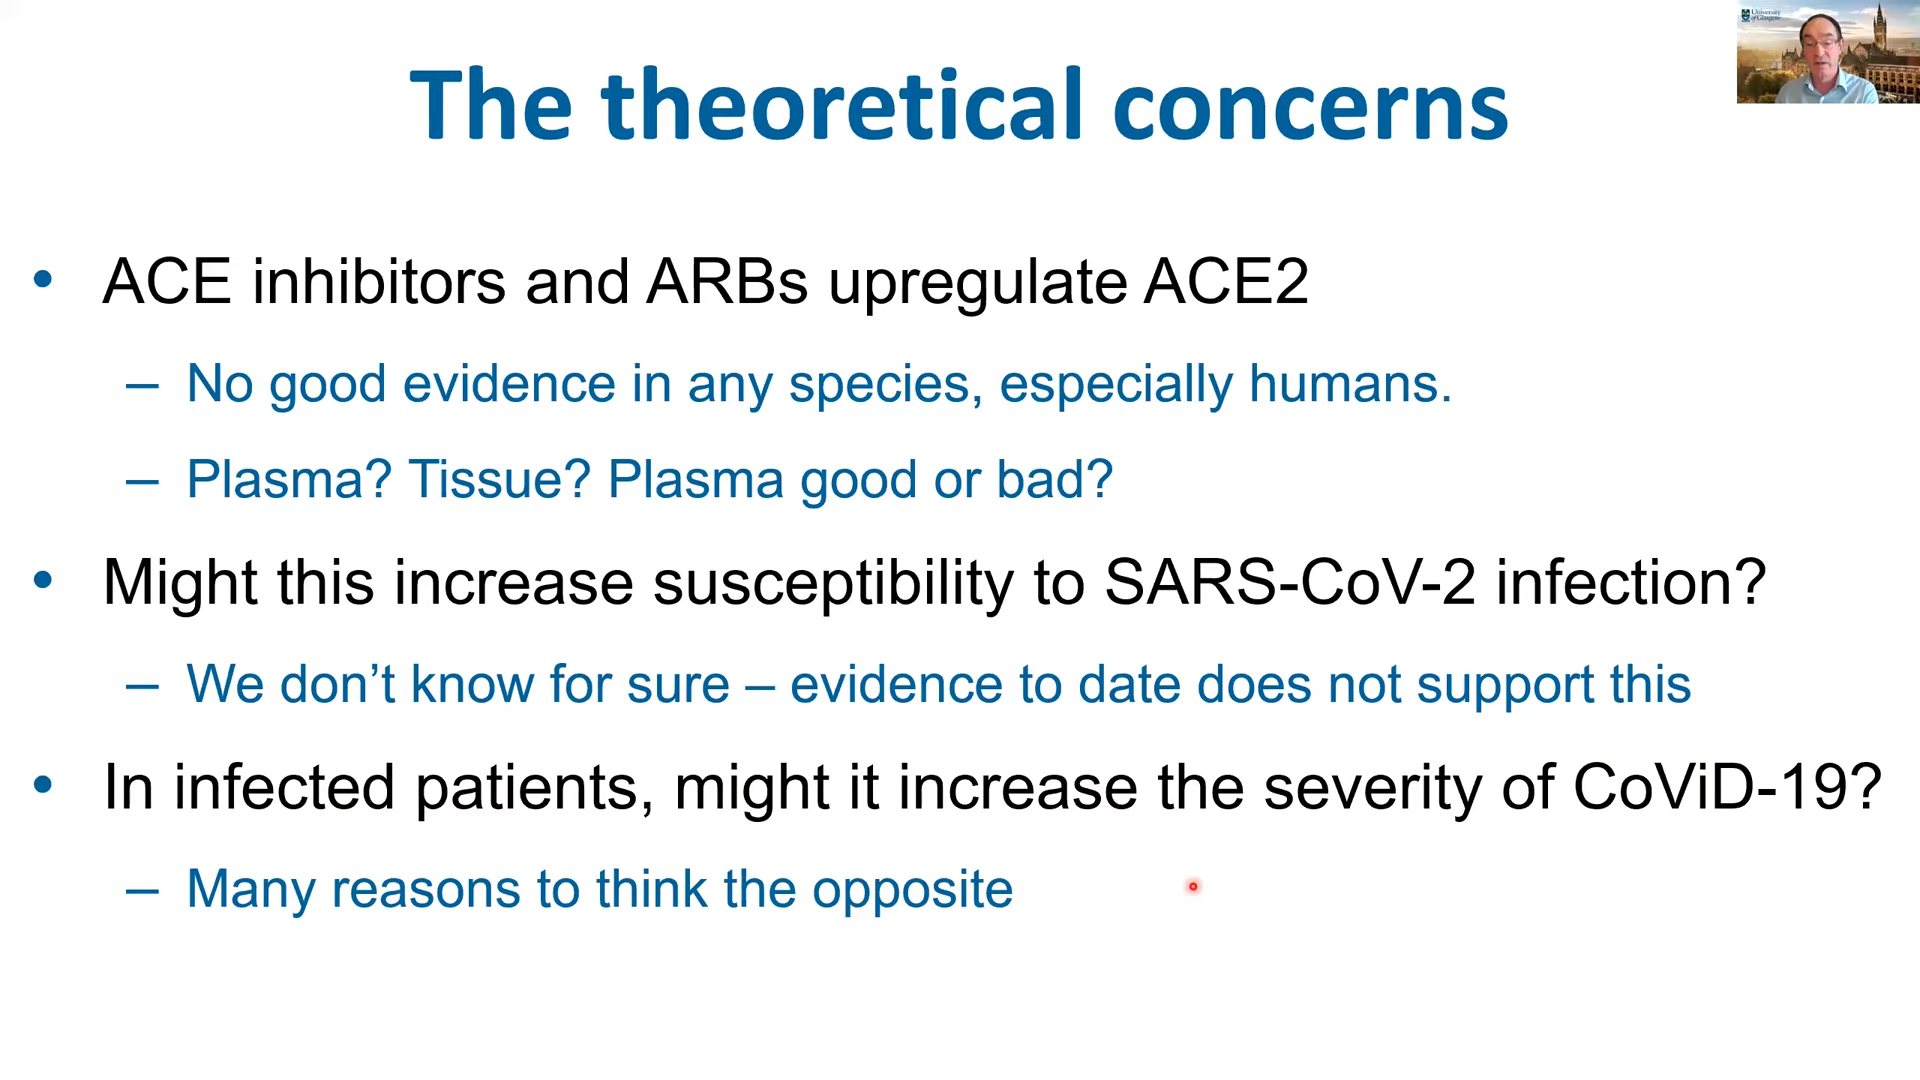 The theoretical concerns
University
of Glasgow
• ACE inhibitors and ARBs upregulate ACE2
– No good evidence in any species, especially humans.
– Plasma? Tissue? Plasma good or bad?
• Might this increase susceptibility to SARS-CoV-2 infection?
– We don’t know for sure – evidence to date does not support this
• In infected patients, might it increase the severity of CoViD-19?
– Many reasons to think the opposite